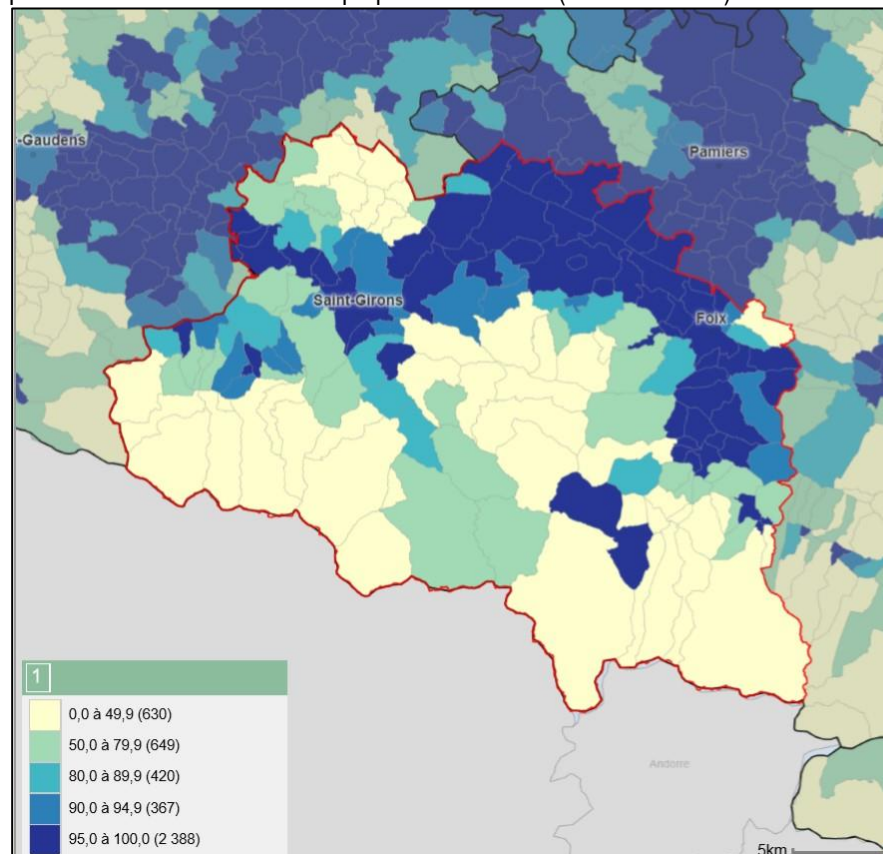 -Gaudens
Pamiers
Saint-Girons
Foix
Andorre
1
0,0 à 49,9 (630)
50,0 à 79,9 (649)
80,0 à 89,9 (420)
90,0 à 94,9 (367)
95,0 à 100,0 (2 388)
5km